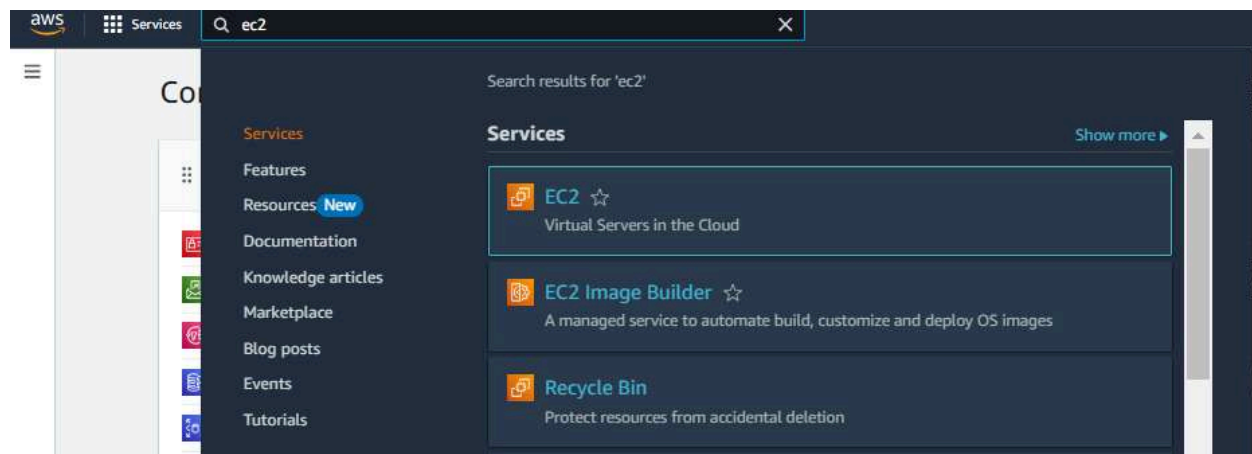 aws Services ec2
Search results for 'ec2'
Services
Features
Resources New
Documentation
Knowledge articles
Marketplace
Blog posts
Events
Tutorials
Services Show more
EC2
Virtual Servers in the Cloud
EC2 Image Builder
A managed service to automate build, customize and deploy OS images
Recycle Bin
Protect resources from accidental deletion